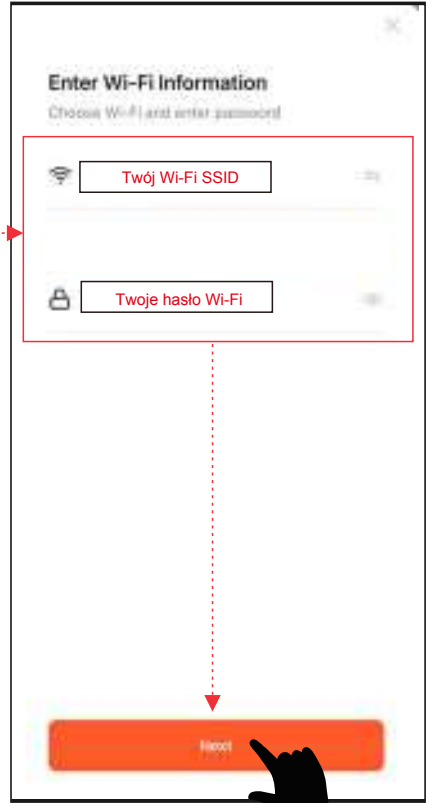 Enter Wi-Fi Information
Choose Wi-Fi and enter password
Twój Wi-Fi SSID
Twoje hasło Wi-Fi
Next